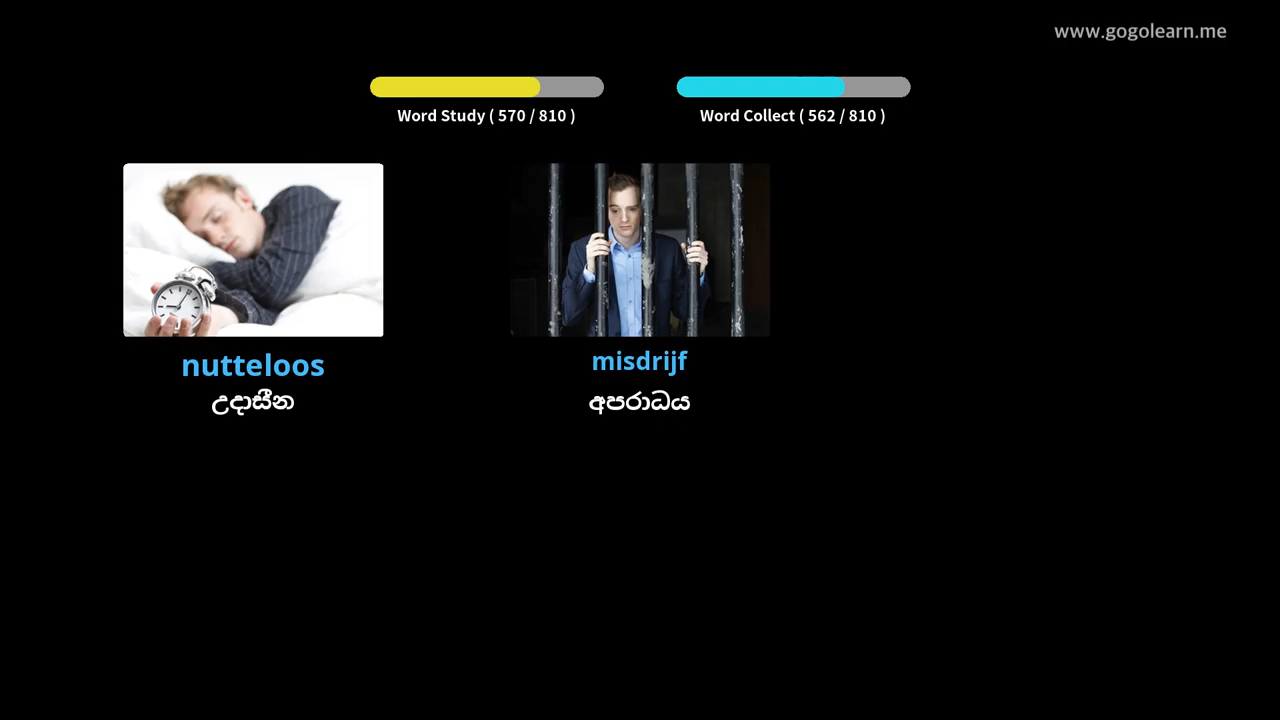 www.gogolearn.me
Word Study ( 570 / 810 )
Word Collect ( 562 / 810 )
nutteloos
උදාසීන
misdrijf
අපරාධය